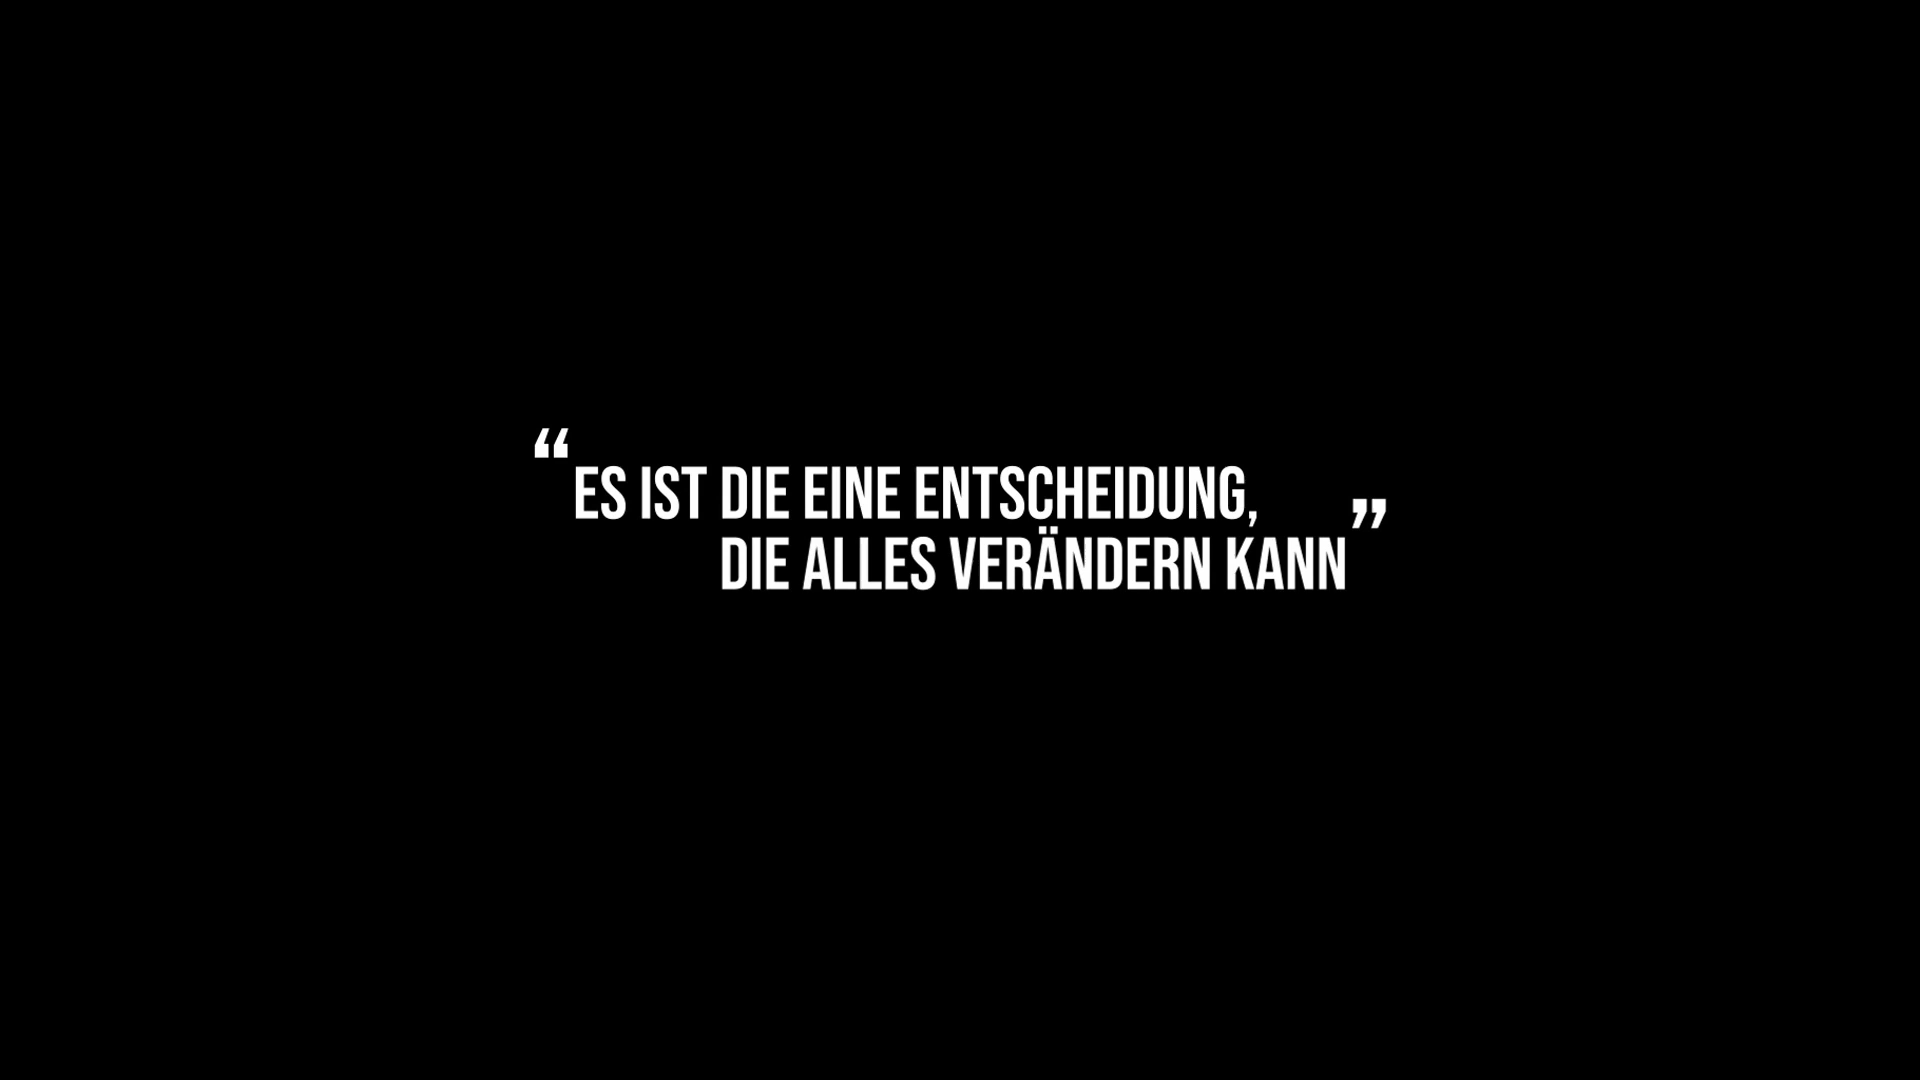 “ES IST DIE EINE ENTSCHEIDUNG,
DIE ALLES VERÄNDERN KANN”